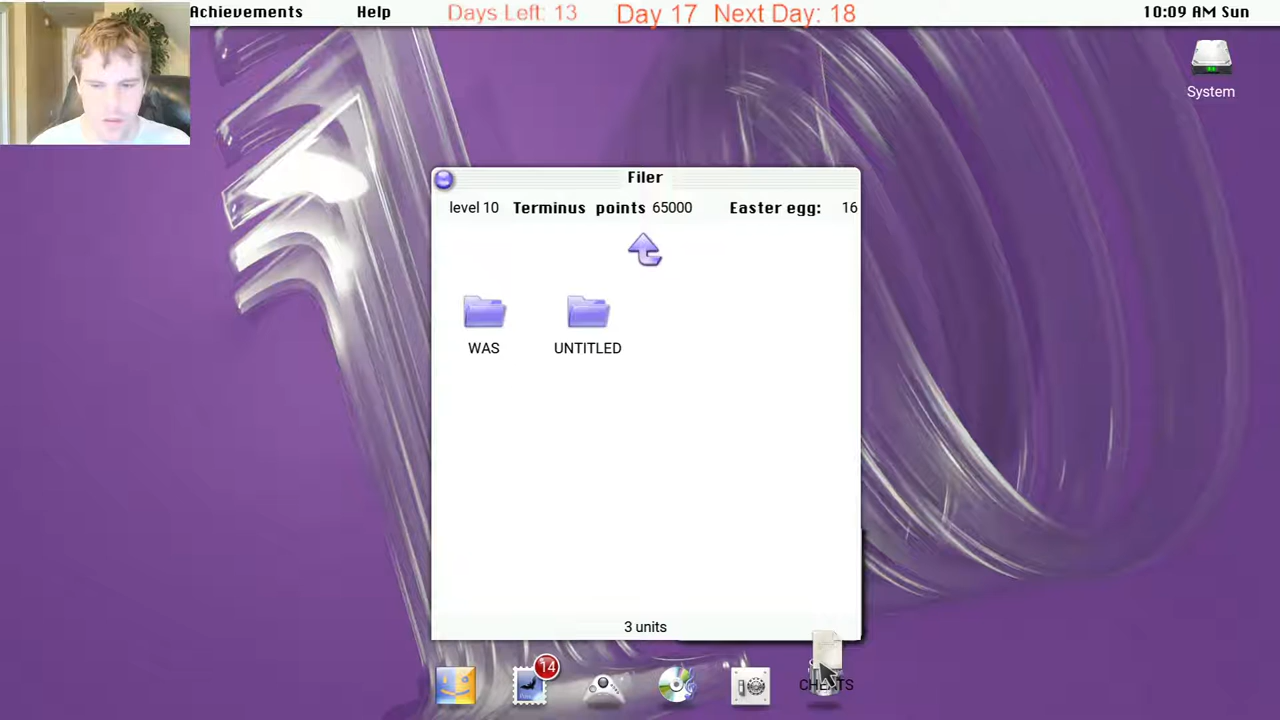 Achievements Help Days Left: 13 Day 17 Next Day: 18 10:09 AM Sun
System
Filer
level 10 Terminus points 65000 Easter egg: 16
WAS UNTITLED
3 units
14
CHEATS